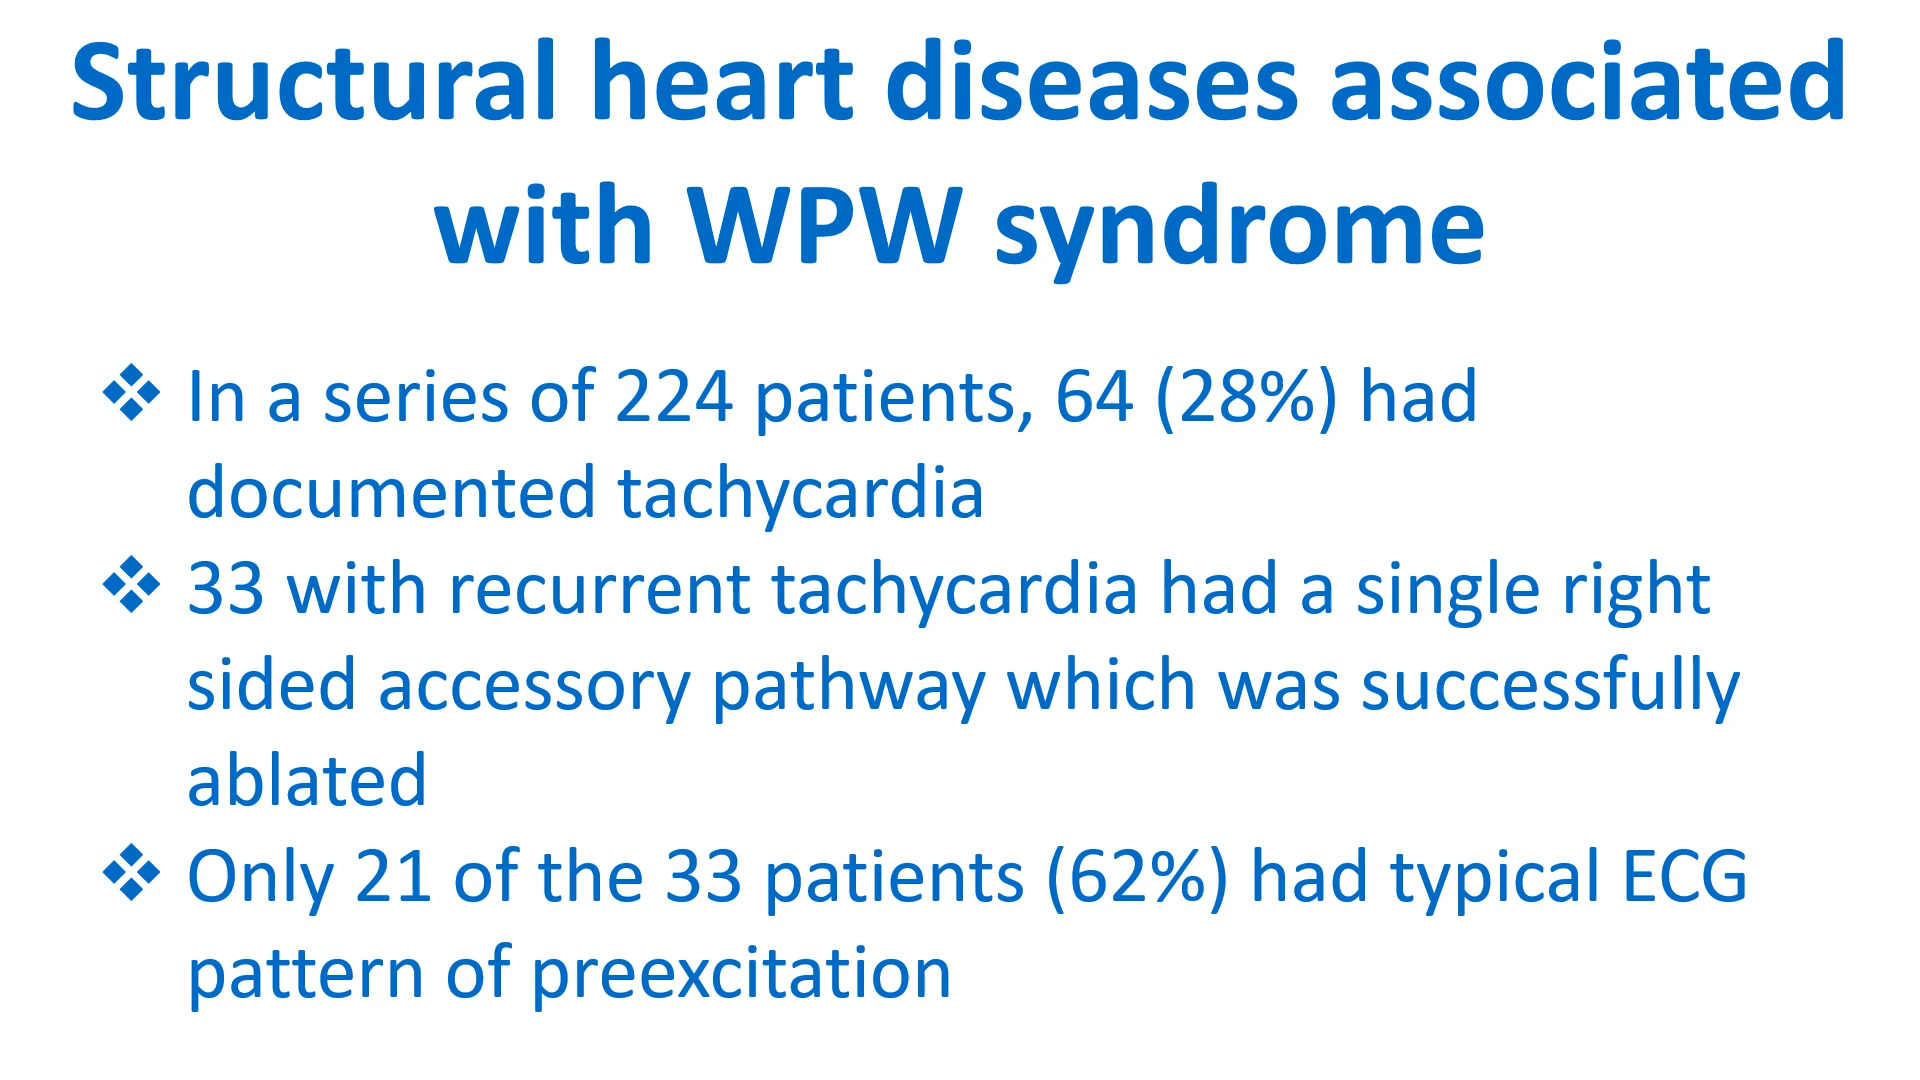 Structural heart diseases associated
with WPW syndrome
❖ In a series of 224 patients, 64 (28%) had
documented tachycardia
❖ 33 with recurrent tachycardia had a single right
sided accessory pathway which was successfully
ablated
❖ Only 21 of the 33 patients (62%) had typical ECG
pattern of preexcitation